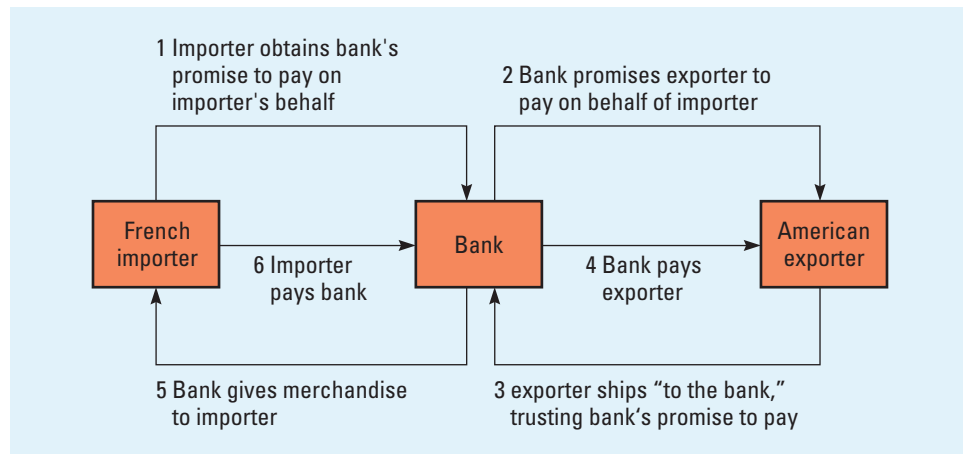 1 Importer obtains bank's
promise to pay on
importer's behalf
2 Bank promises exporter to
pay on behalf of importer
French
importer
Bank
American
exporter
6 Importer
pays bank
4 Bank pays
exporter
5 Bank gives merchandise
to importer
3 exporter ships “to the bank,”
trusting bank‘s promise to pay